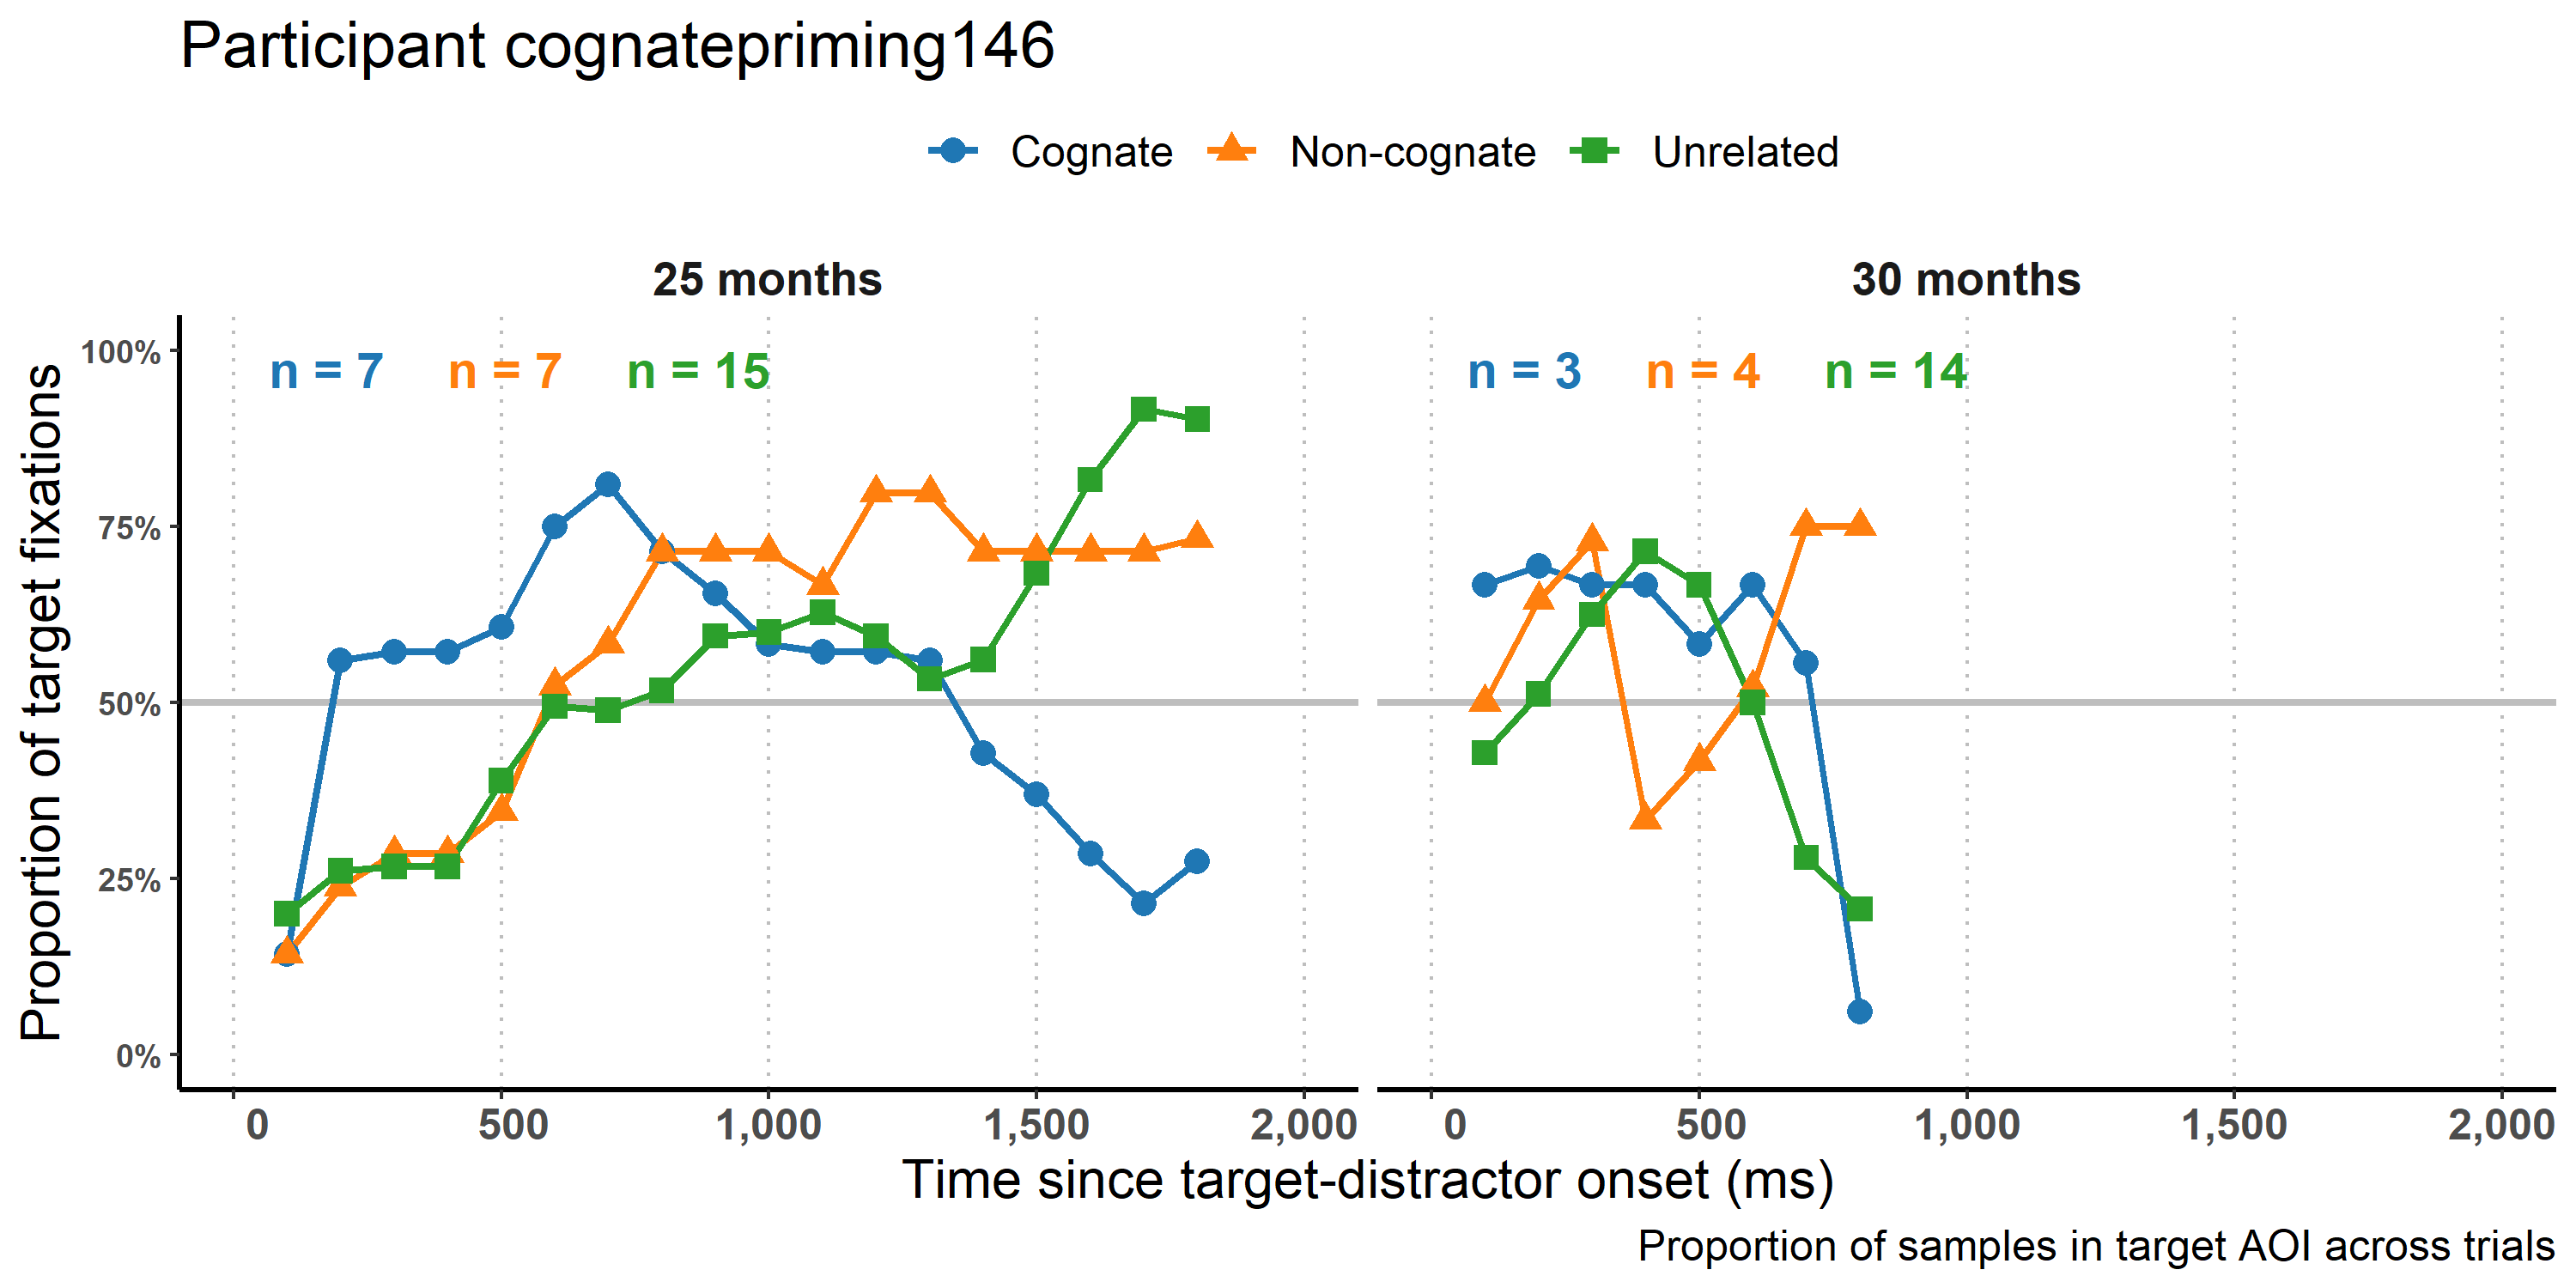 Participant cognatepriming146
Cognate Non-cognate Unrelated
25 months
30 months
Proportion of target fixations
100%
75%
50%
25%
0%
n = 7 n = 7 n = 15
n = 3 n = 4 n = 14
0 500 1,000 1,500 2,000
0 500 1,000 1,500 2,000
Time since target-distractor onset (ms)
Proportion of samples in target AOI across trials